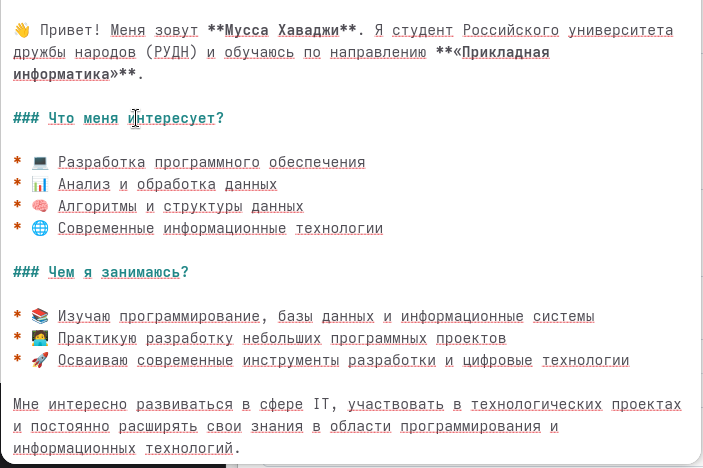 👋 Привет! Меня зовут **Мусса Хаваджи**. Я студент Российского университета
дружбы народов (РУДН) и обучаюсь по направлению **«Прикладная
информатика»**.
### Что меня интересует?
* 💻 Разработка программного обеспечения
* 📊 Анализ и обработка данных
* 🧠 Алгоритмы и структуры данных
* 🌐 Современные информационные технологии
### Чем я занимаюсь?
* 📚 Изучаю программирование, базы данных и информационные системы
* 🧑‍💻 Практикую разработку небольших программных проектов
* 🚀 Осваиваю современные инструменты разработки и цифровые технологии
Мне интересно развиваться в сфере IT, участвовать в технологических проектах
и постоянно расширять свои знания в области программирования и
информационных технологий.